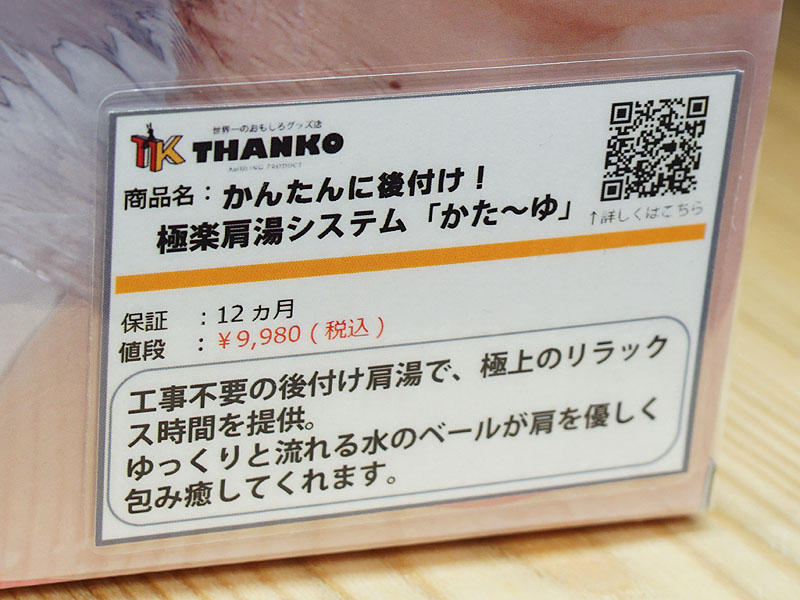 世界一のおもしろグッズ店
TK THANKO
AMUSING PRODUCT
商品名：かんたんに後付け！
極楽肩湯システム「かた～ゆ」
↑詳しくはこちら
保証 ：12ヵ月
値段 ：￥9,980（税込）
工事不要の後付け肩湯で、極上のリラック
ス時間を提供。
ゆっくりと流れる水のベールが肩を優しく
包み癒してくれます。